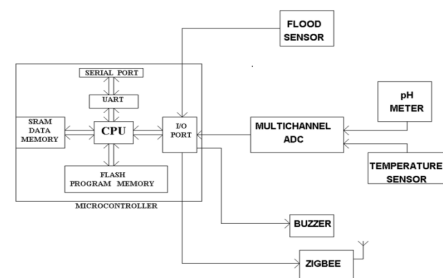 FLOOD
SENSOR
SERIAL PORT
UART
SRAM
DATA
MEMORY
CPU
I/O
PORT
MULTICHANNEL
ADC
pH
METER
TEMPERATURE
SENSOR
FLASH
PROGRAM MEMORY
MICROCONTROLLER
BUZZER
ZIGBEE